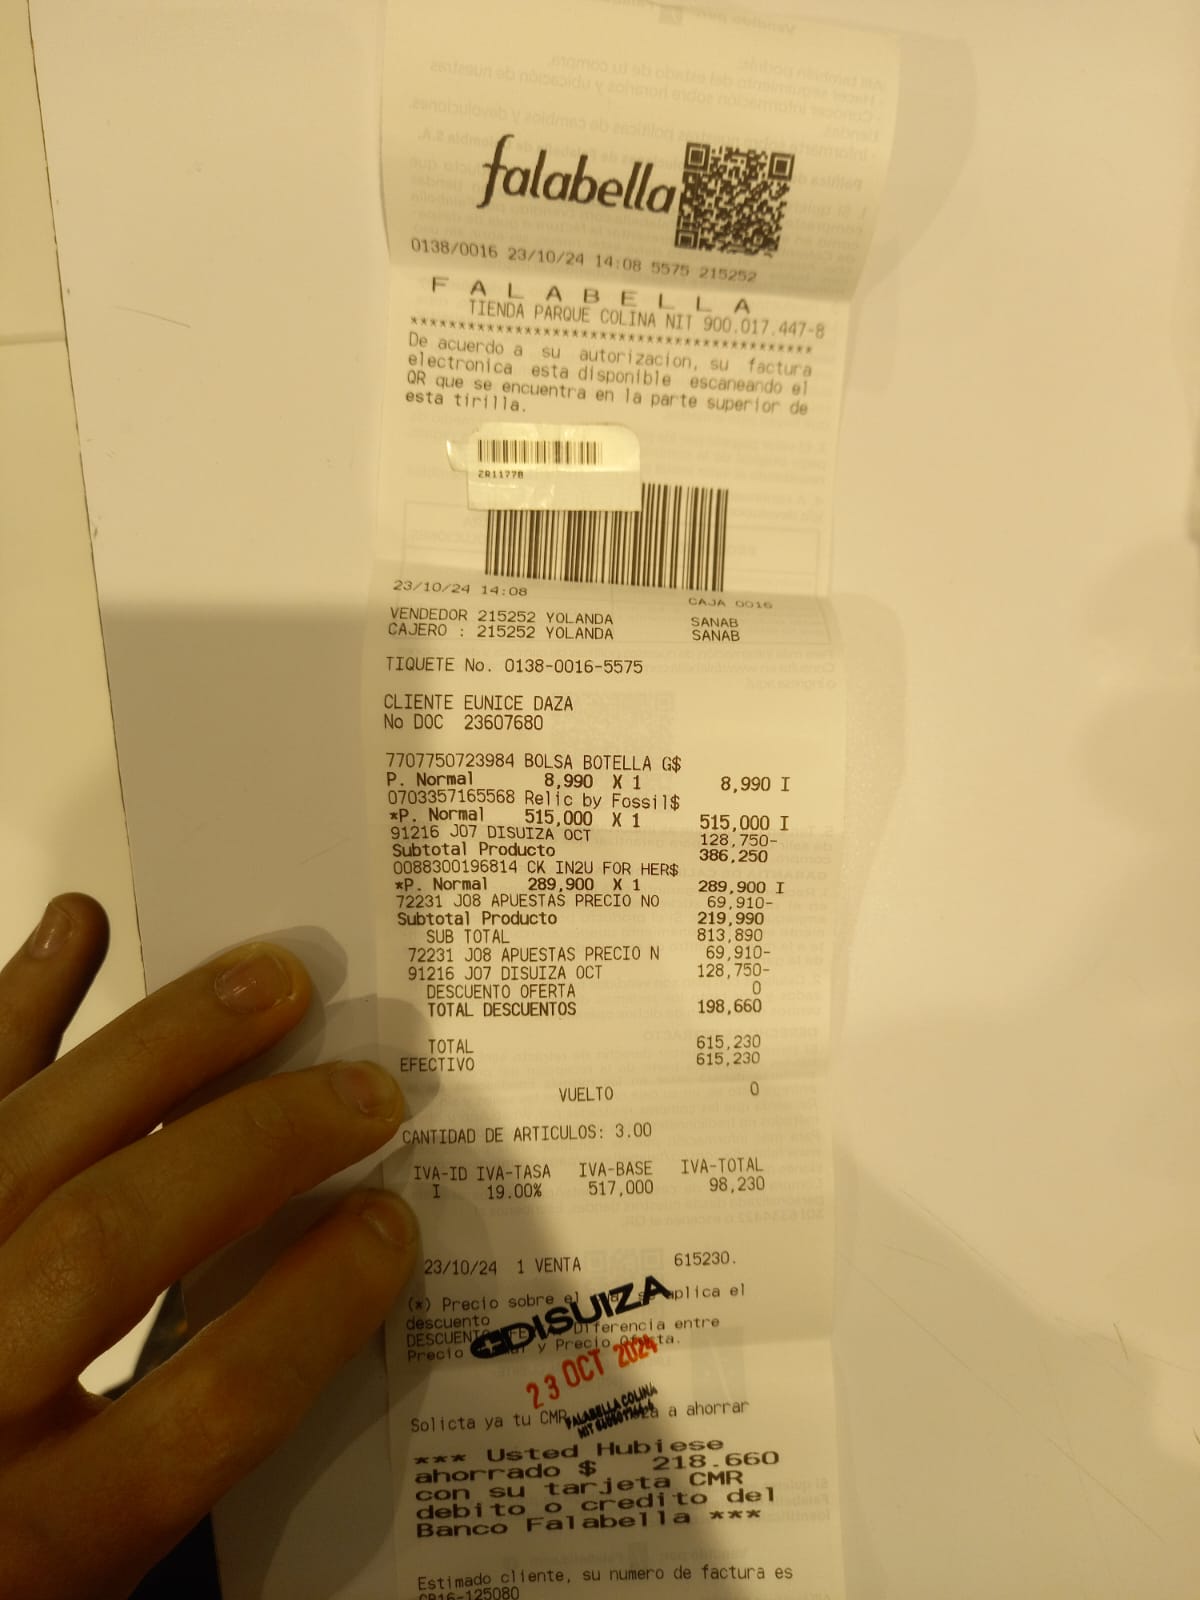 falabella
0138/0016 23/10/24 14:08 5575 215252
F A L A B E L L A
TIENDA PARQUE COLINA NIT 900.017.447-8
********************************************
De acuerdo a su autorizacion, su factura
electronica esta disponible escaneando el
QR que se encuentra en la parte superior de
esta tirilla.
ZR1177B
23/10/24 14:08 CAJA 0016
VENDEDOR 215252 YOLANDA SANAB
CAJERO : 215252 YOLANDA SANAB
TIQUETE No. 0138-0016-5575
CLIENTE EUNICE DAZA
No DOC 23607680
7707750723984 BOLSA BOTELLA G$
P. Normal 8,990 X 1 8,990 I
0703357165568 Relic by Fossil$
*P. Normal 515,000 X 1 515,000 I
91216 J07 DISUIZA OCT 128,750-
Subtotal Producto 386,250
0088300196814 CK IN2U FOR HER$
*P. Normal 289,900 X 1 289,900 I
72231 J08 APUESTAS PRECIO NO 69,910-
Subtotal Producto 219,990
SUB TOTAL 813,890
72231 J08 APUESTAS PRECIO N 69,910-
91216 J07 DISUIZA OCT 128,750-
DESCUENTO OFERTA 0
TOTAL DESCUENTOS 198,660
TOTAL 615,230
EFECTIVO 615,230
VUELTO 0
CANTIDAD DE ARTICULOS: 3.00
IVA-ID IVA-TASA IVA-BASE IVA-TOTAL
I 19.00% 517,000 98,230
23/10/24 1 VENTA 615230.
(*) Precio sobre el se aplica el
descuento
DISUIZA
Diferencia entre
Precio y Precio
23 OCT 2024
FALABELLA COLINA
Solicta ya tu CMR a ahorrar
*** Usted Hubiese
ahorrado $ 218.660
con su tarjeta CMR
debito o credito del
Banco Falabella ***
Estimado cliente, su numero de factura es
CB16-125080